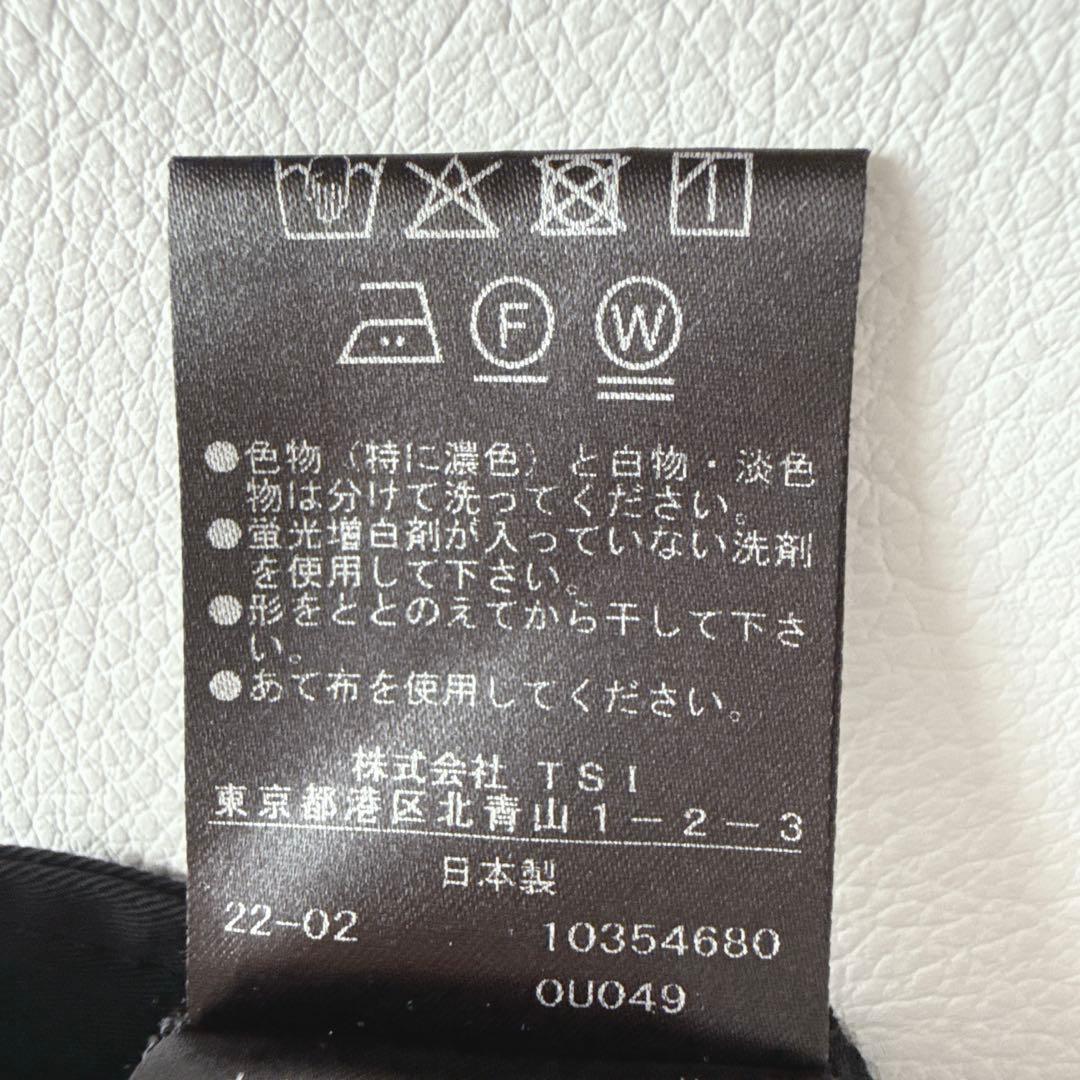 F W
●色物（特に濃色）と白物・淡色
物は分けて洗ってください。
●蛍光増白剤が入っていない洗剤
を使用して下さい。
●形をととのえてから干して下さ
い。
●あて布を使用してください。
株式会社 ＴＳＩ
東京都港区北青山１－２－３
日本製
22-02
10354680
0U049